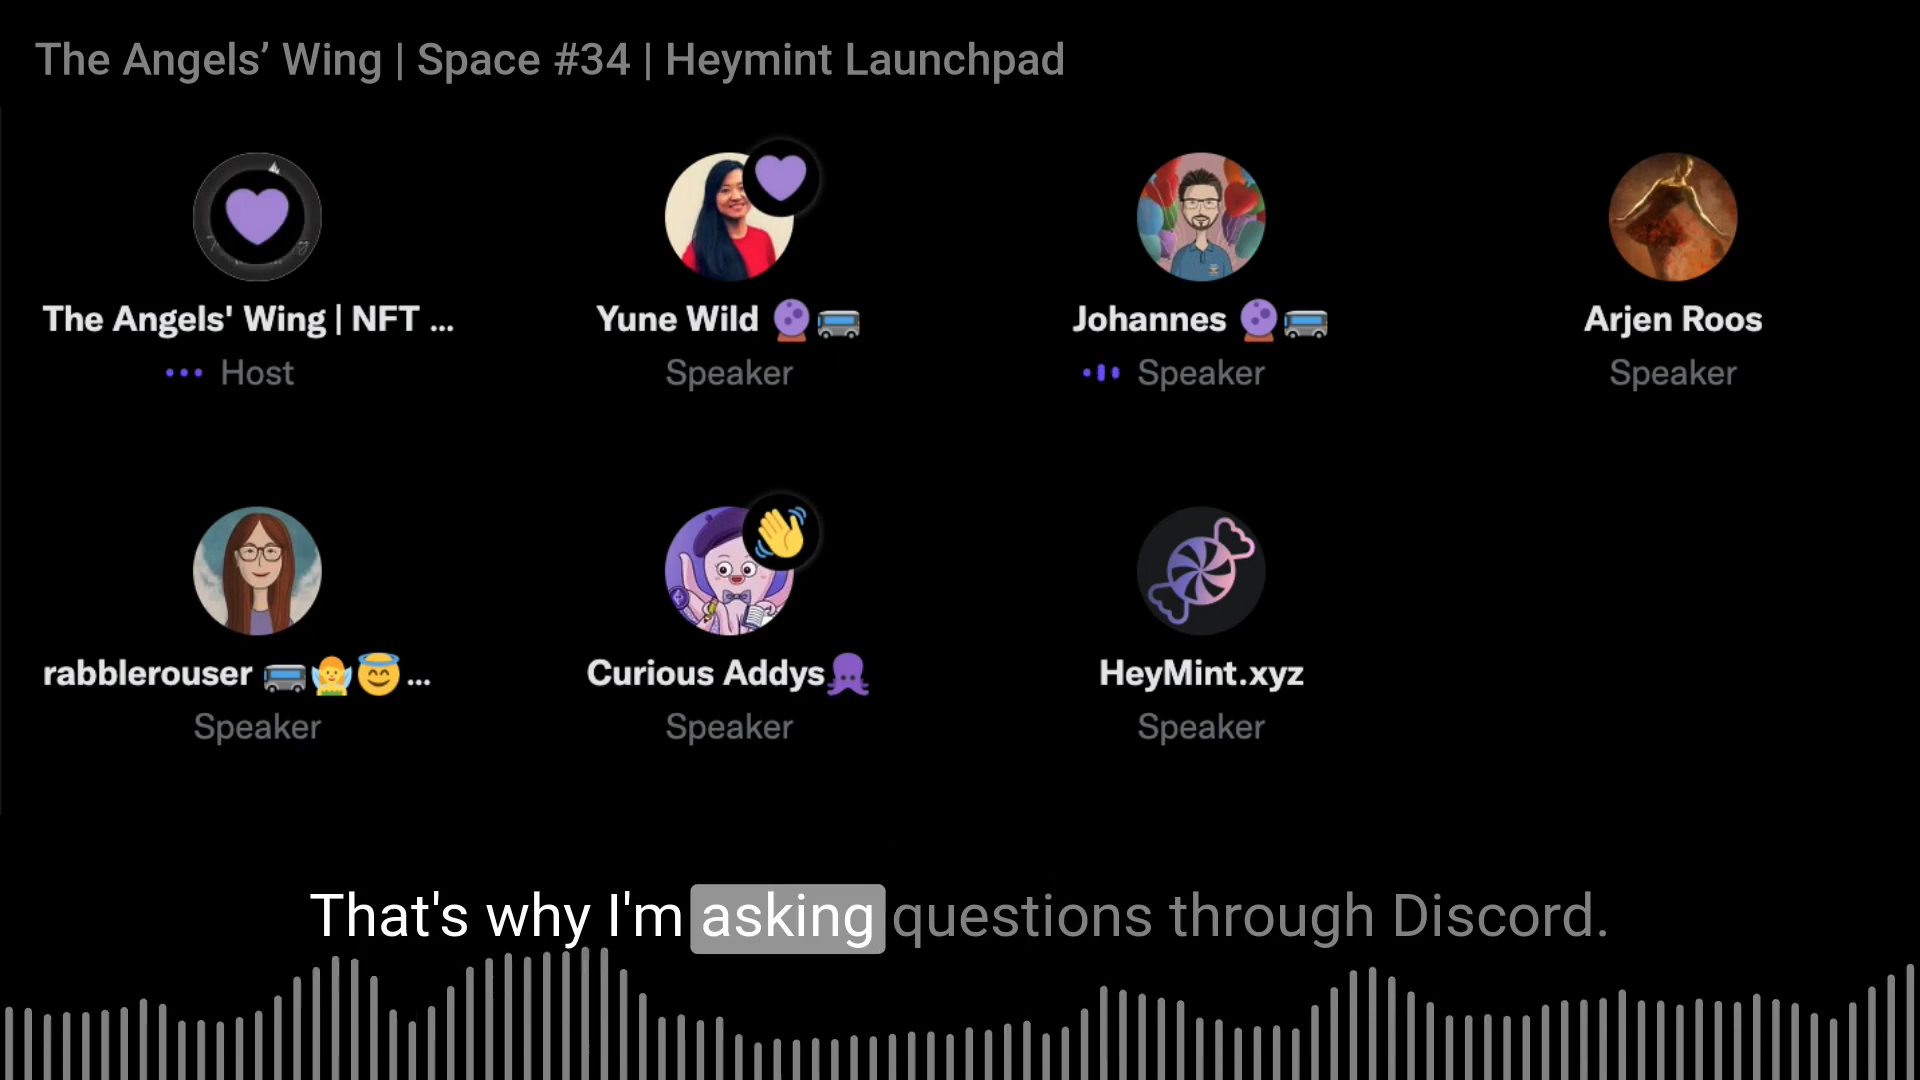 The Angels’ Wing | Space #34 | Heymint Launchpad
The Angels' Wing | NFT ...
Host
Yune Wild 🔮🚌
Speaker
Johannes 🔮🚌
Speaker
Arjen Roos
Speaker
rabblerouser 🚌🧚😇...
Speaker
Curious Addys🐙
Speaker
HeyMint.xyz
Speaker
That's why I'm asking questions through Discord.